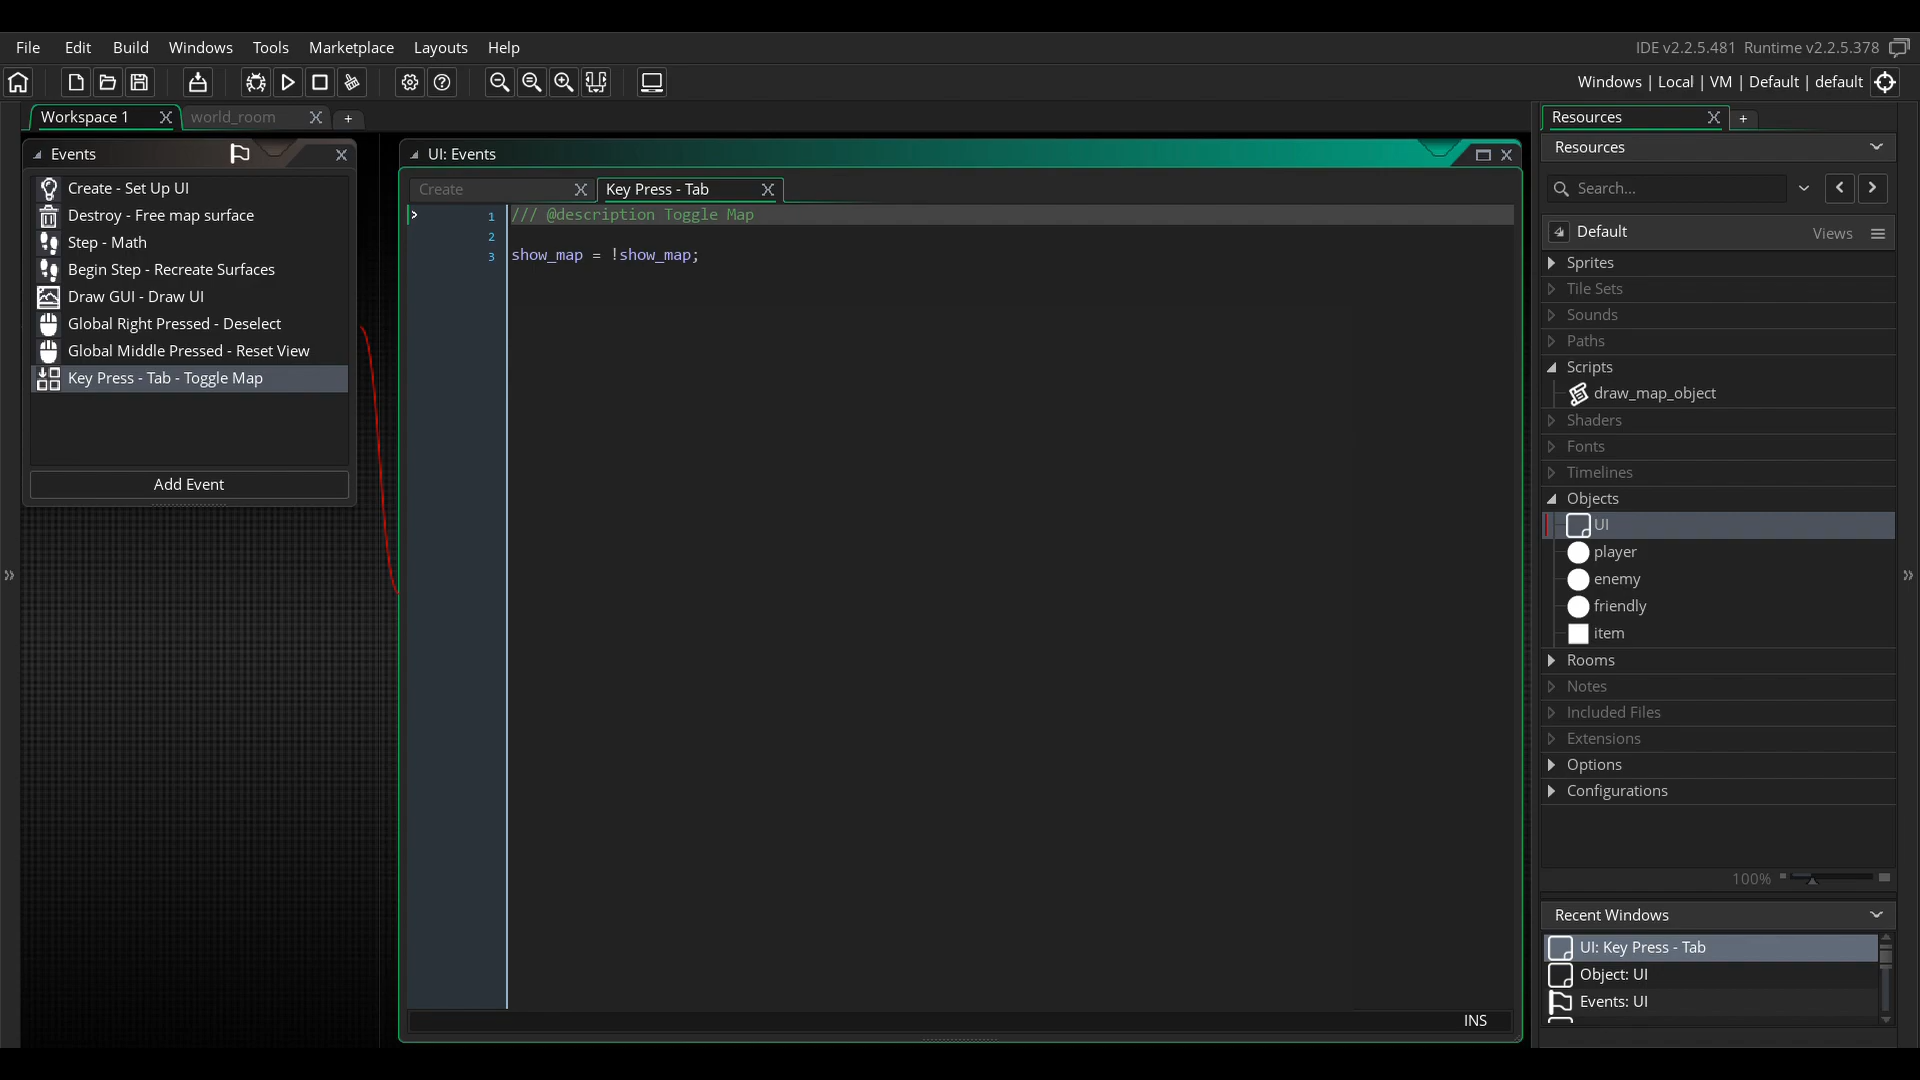 File Edit Build Windows Tools Marketplace Layouts Help
IDE v2.2.5.481 Runtime v2.2.5.378
Windows | Local | VM | Default | default
Workspace 1
world_room
+
Events
Create - Set Up UI
Destroy - Free map surface
Step - Math
Begin Step - Recreate Surfaces
Draw GUI - Draw UI
Global Right Pressed - Deselect
Global Middle Pressed - Reset View
Key Press - Tab - Toggle Map
Add Event
UI: Events
Create
Key Press - Tab
1 /// @description Toggle Map
2
3 show_map = !show_map;
INS
Resources
+
Resources
Search...
Default
Views
Sprites
Tile Sets
Sounds
Paths
Scripts
draw_map_object
Shaders
Fonts
Timelines
Objects
UI
player
enemy
friendly
item
Rooms
Notes
Included Files
Extensions
Options
Configurations
100%
Recent Windows
UI: Key Press - Tab
Object: UI
Events: UI